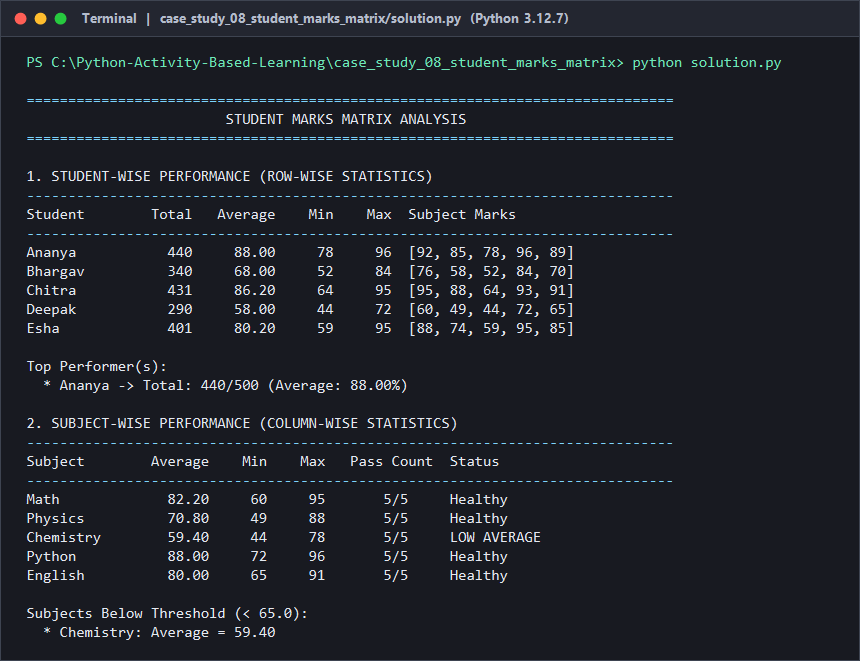 Terminal | case_study_08_student_marks_matrix/solution.py (Python 3.12.7)
PS C:\Python-Activity-Based-Learning\case_study_08_student_marks_matrix> python solution.py
==============================================================================
                        STUDENT MARKS MATRIX ANALYSIS
==============================================================================
1. STUDENT-WISE PERFORMANCE (ROW-WISE STATISTICS)
------------------------------------------------------------------------------
Student        Total   Average    Min    Max  Subject Marks
------------------------------------------------------------------------------
Ananya           440     88.00     78     96  [92, 85, 78, 96, 89]
Bhargav          340     68.00     52     84  [76, 58, 52, 84, 70]
Chitra           431     86.20     64     95  [95, 88, 64, 93, 91]
Deepak           290     58.00     44     72  [60, 49, 44, 72, 65]
Esha             401     80.20     59     95  [88, 74, 59, 95, 85]
Top Performer(s):
  * Ananya -> Total: 440/500 (Average: 88.00%)
2. SUBJECT-WISE PERFORMANCE (COLUMN-WISE STATISTICS)
------------------------------------------------------------------------------
Subject        Average    Min    Max   Pass Count  Status
------------------------------------------------------------------------------
Math             82.20     60     95       5/5     Healthy
Physics          70.80     49     88       5/5     Healthy
Chemistry        59.40     44     78       5/5     LOW AVERAGE
Python           88.00     72     96       5/5     Healthy
English          80.00     65     91       5/5     Healthy
Subjects Below Threshold (< 65.0):
  * Chemistry: Average = 59.40